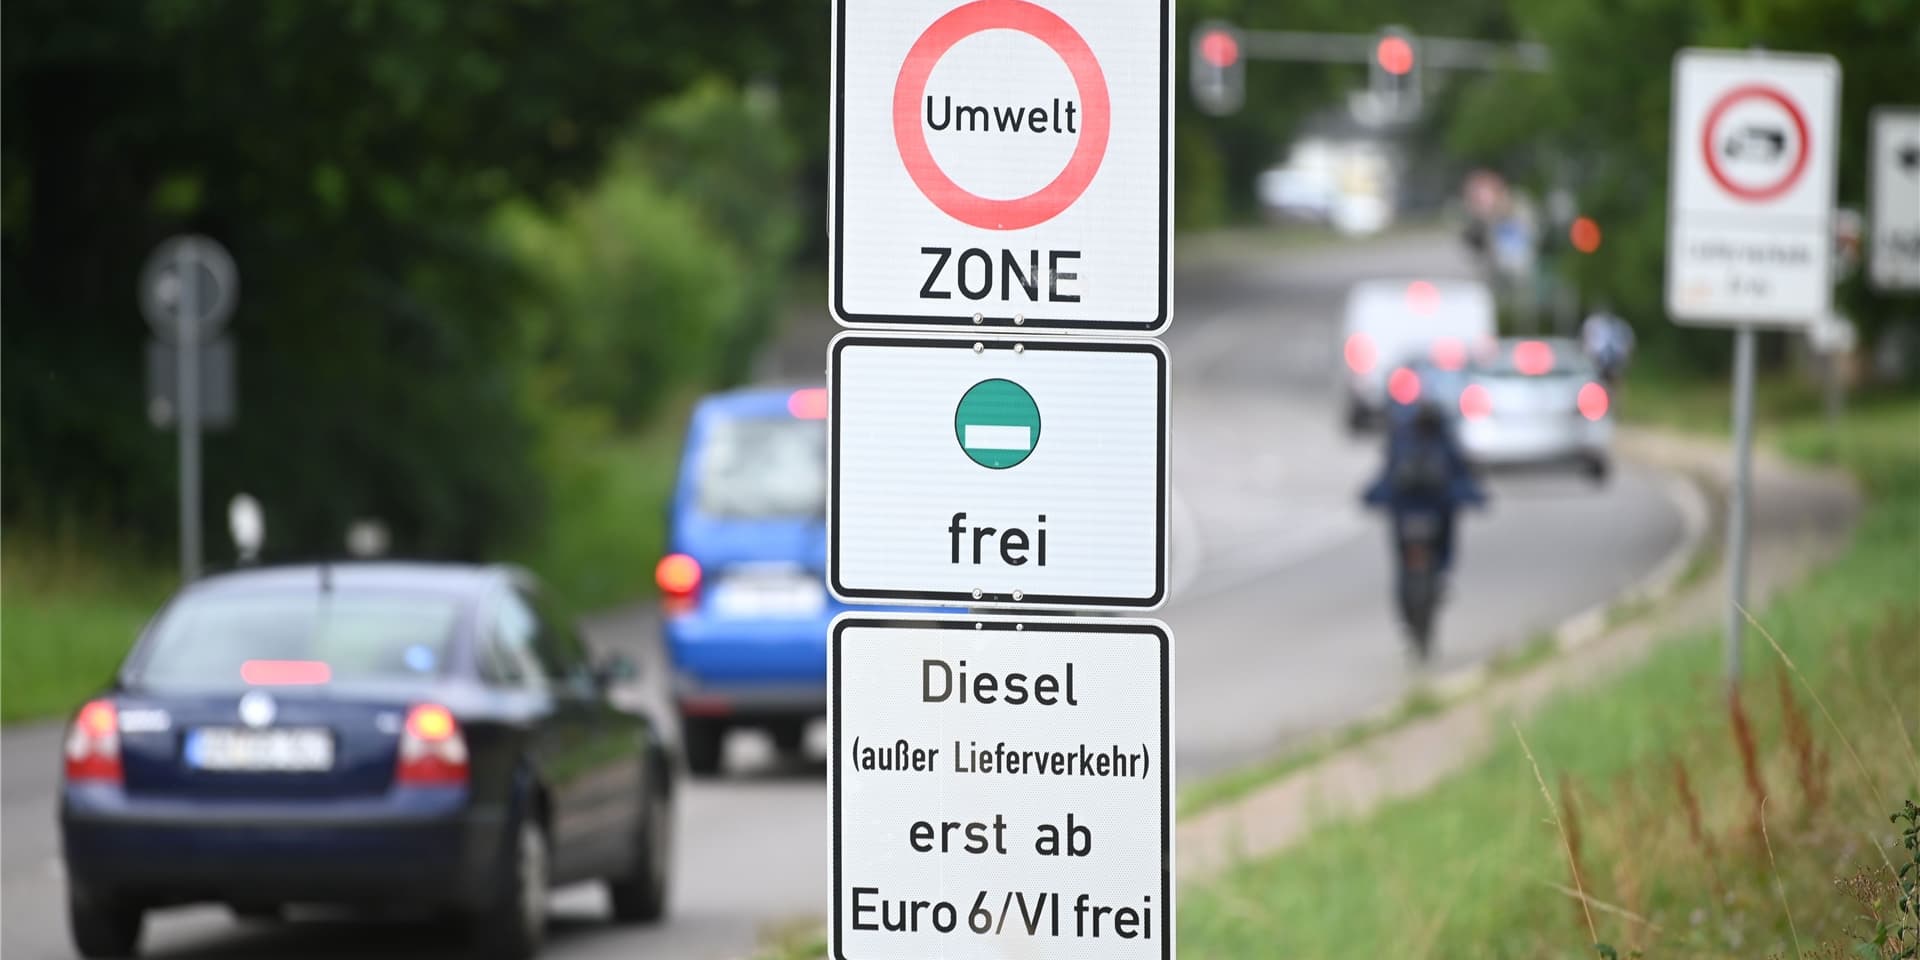 Umwelt
ZONE
frei
Diesel
(außer Lieferverkehr)
erst ab
Euro 6/VI frei